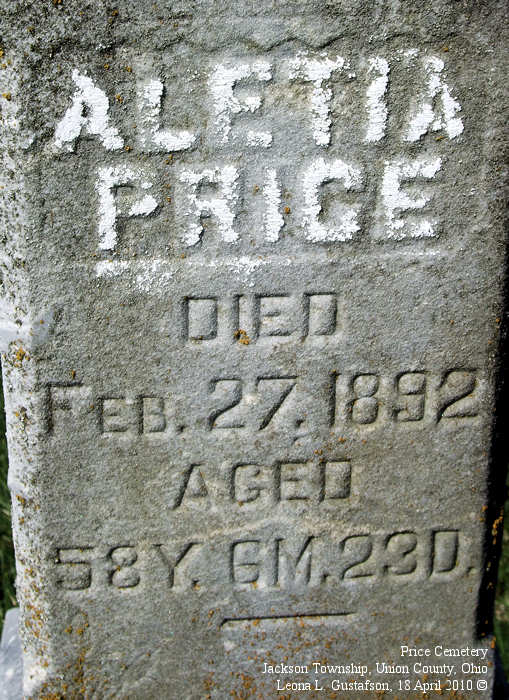 ALETIA
PRICE
DIED
FEB. 27, 1892
AGED
58Y. 6M. 23D.
Price Cemetery
Jackson Township, Union County, Ohio
Leona L. Gustafson, 18 April 2010 ©